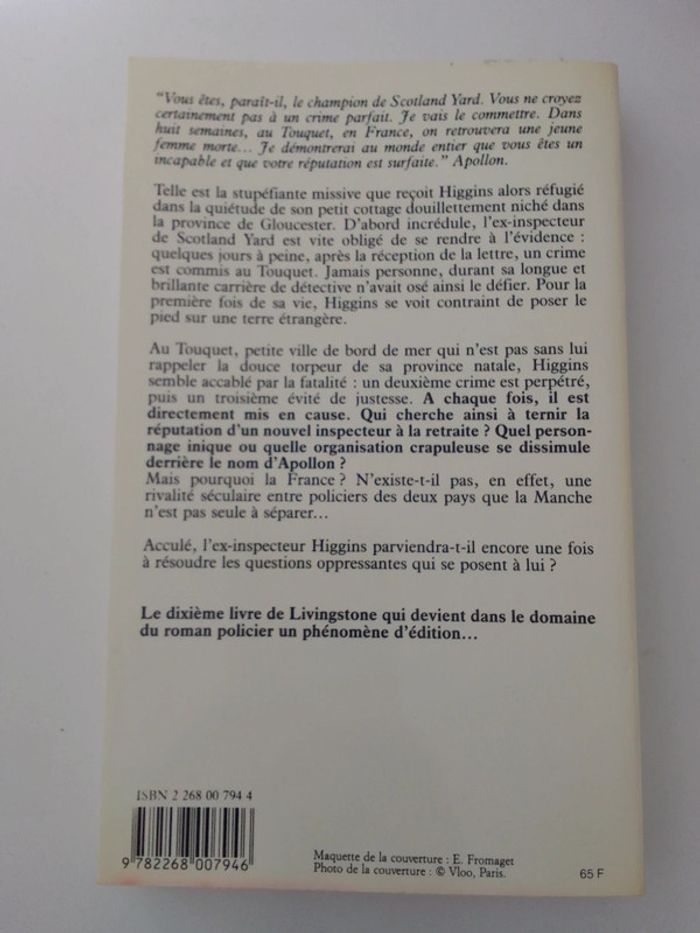 “Vous êtes, paraît-il, le champion de Scotland Yard. Vous ne croyez
certainement pas à un crime parfait. Je vais le commettre. Dans
huit semaines, au Touquet, en France, on retrouvera une jeune
femme morte... Je démontrerai au monde entier que vous êtes un
incapable et que votre réputation est surfaite.” Apollon.
Telle est la stupéfiante missive que reçoit Higgins alors réfugié
dans la quiétude de son petit cottage douillettement niché dans
la province de Gloucester. D'abord incrédule, l'ex-inspecteur
de Scotland Yard est vite obligé de se rendre à l'évidence :
quelques jours à peine, après la réception de la lettre, un crime
est commis au Touquet. Jamais personne, durant sa longue et
brillante carrière de détective n'avait osé ainsi le défier. Pour la
première fois de sa vie, Higgins se voit contraint de poser le
pied sur une terre étrangère.
Au Touquet, petite ville de bord de mer qui n'est pas sans lui
rappeler la douce torpeur de sa province natale, Higgins
semble accablé par la fatalité : un deuxième crime est perpétré,
puis un troisième évité de justesse. A chaque fois, il est
directement mis en cause. Qui cherche ainsi à ternir la
réputation d'un nouvel inspecteur à la retraite ? Quel person-
nage inique ou quelle organisation crapuleuse se dissimule
derrière le nom d'Apollon ?
Mais pourquoi la France ? N'existe-t-il pas, en effet, une
rivalité séculaire entre policiers des deux pays que la Manche
n'est pas seule à séparer...
Acculé, l'ex-inspecteur Higgins parviendra-t-il encore une fois
à résoudre les questions oppressantes qui se posent à lui ?
Le dixième livre de Livingstone qui devient dans le domaine
du roman policier un phénomène d'édition...
ISBN 2 268 00 794 4
9 782268 007946
Maquette de la couverture : E. Fromaget
Photo de la couverture : © Vloo, Paris.
65 F